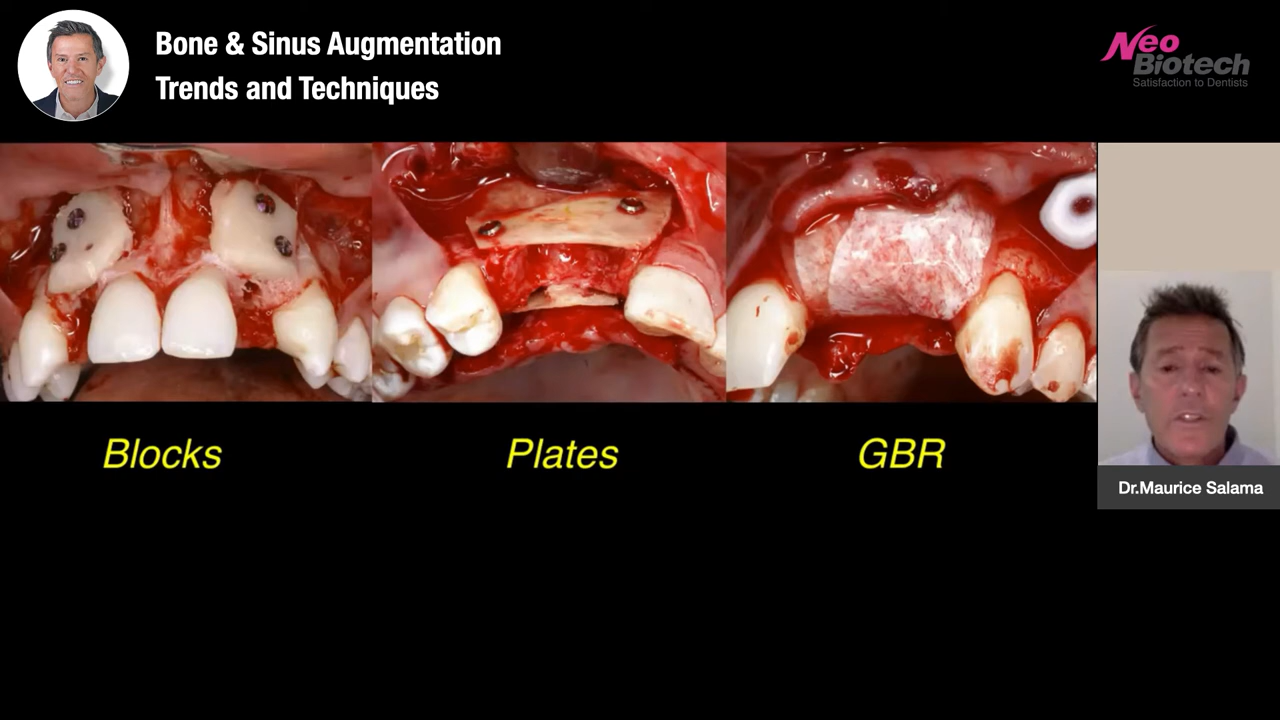 Bone & Sinus Augmentation
Trends and Techniques
Neo
Biotech
Satisfaction to Dentists
Blocks
Plates
GBR
Dr.Maurice Salama